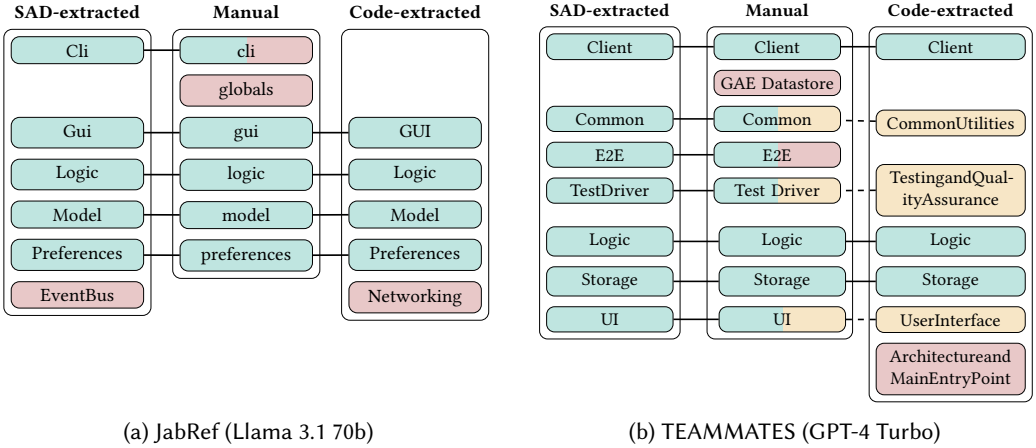 SAD-extracted Manual Code-extracted
Cli cli
globals
Gui gui GUI
Logic logic Logic
Model model Model
Preferences preferences Preferences
EventBus Networking
(a) JabRef (Llama 3.1 70b)
SAD-extracted Manual Code-extracted
Client Client Client
GAE Datastore
Common Common CommonUtilities
E2E E2E
TestDriver Test Driver TestingandQual-
ityAssurance
Logic Logic Logic
Storage Storage Storage
UI UI UserInterface
Architectureand
MainEntryPoint
(b) TEAMMATES (GPT-4 Turbo)